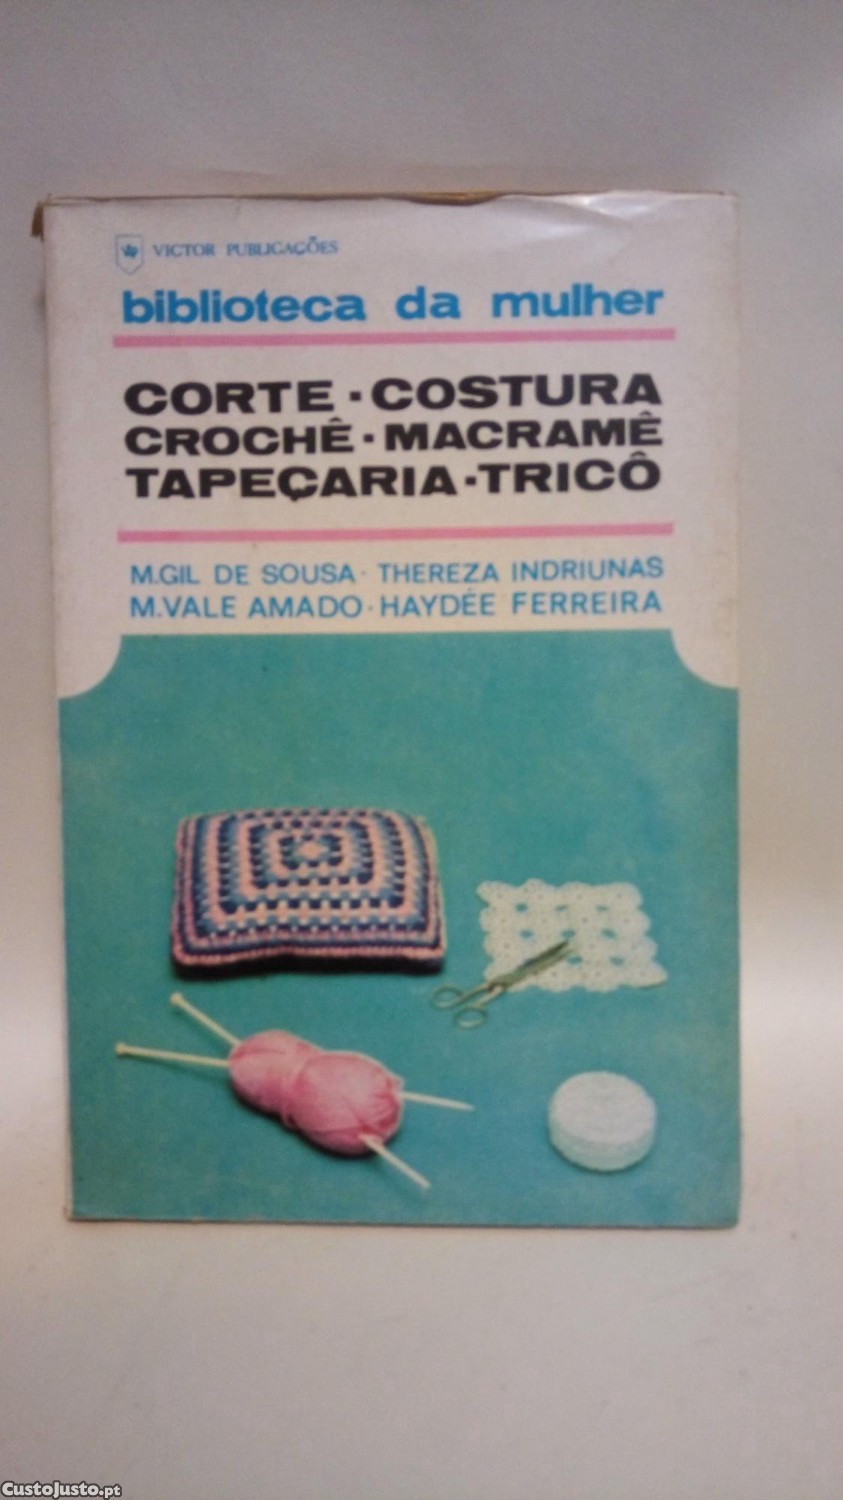 VICTOR PUBLICAÇÕES
biblioteca da mulher
CORTE · COSTURA
CROCHÊ · MACRAMÊ
TAPEÇARIA · TRICÔ
M.GIL DE SOUSA · THEREZA INDRIUNAS
M.VALE AMADO · HAYDÉE FERREIRA
CustoJusto.pt